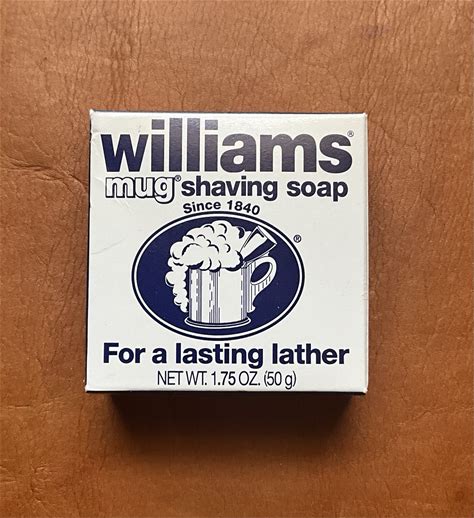 williams®
mug® shaving soap
Since 1840
®
For a lasting lather
NET WT. 1.75 OZ. (50 g)